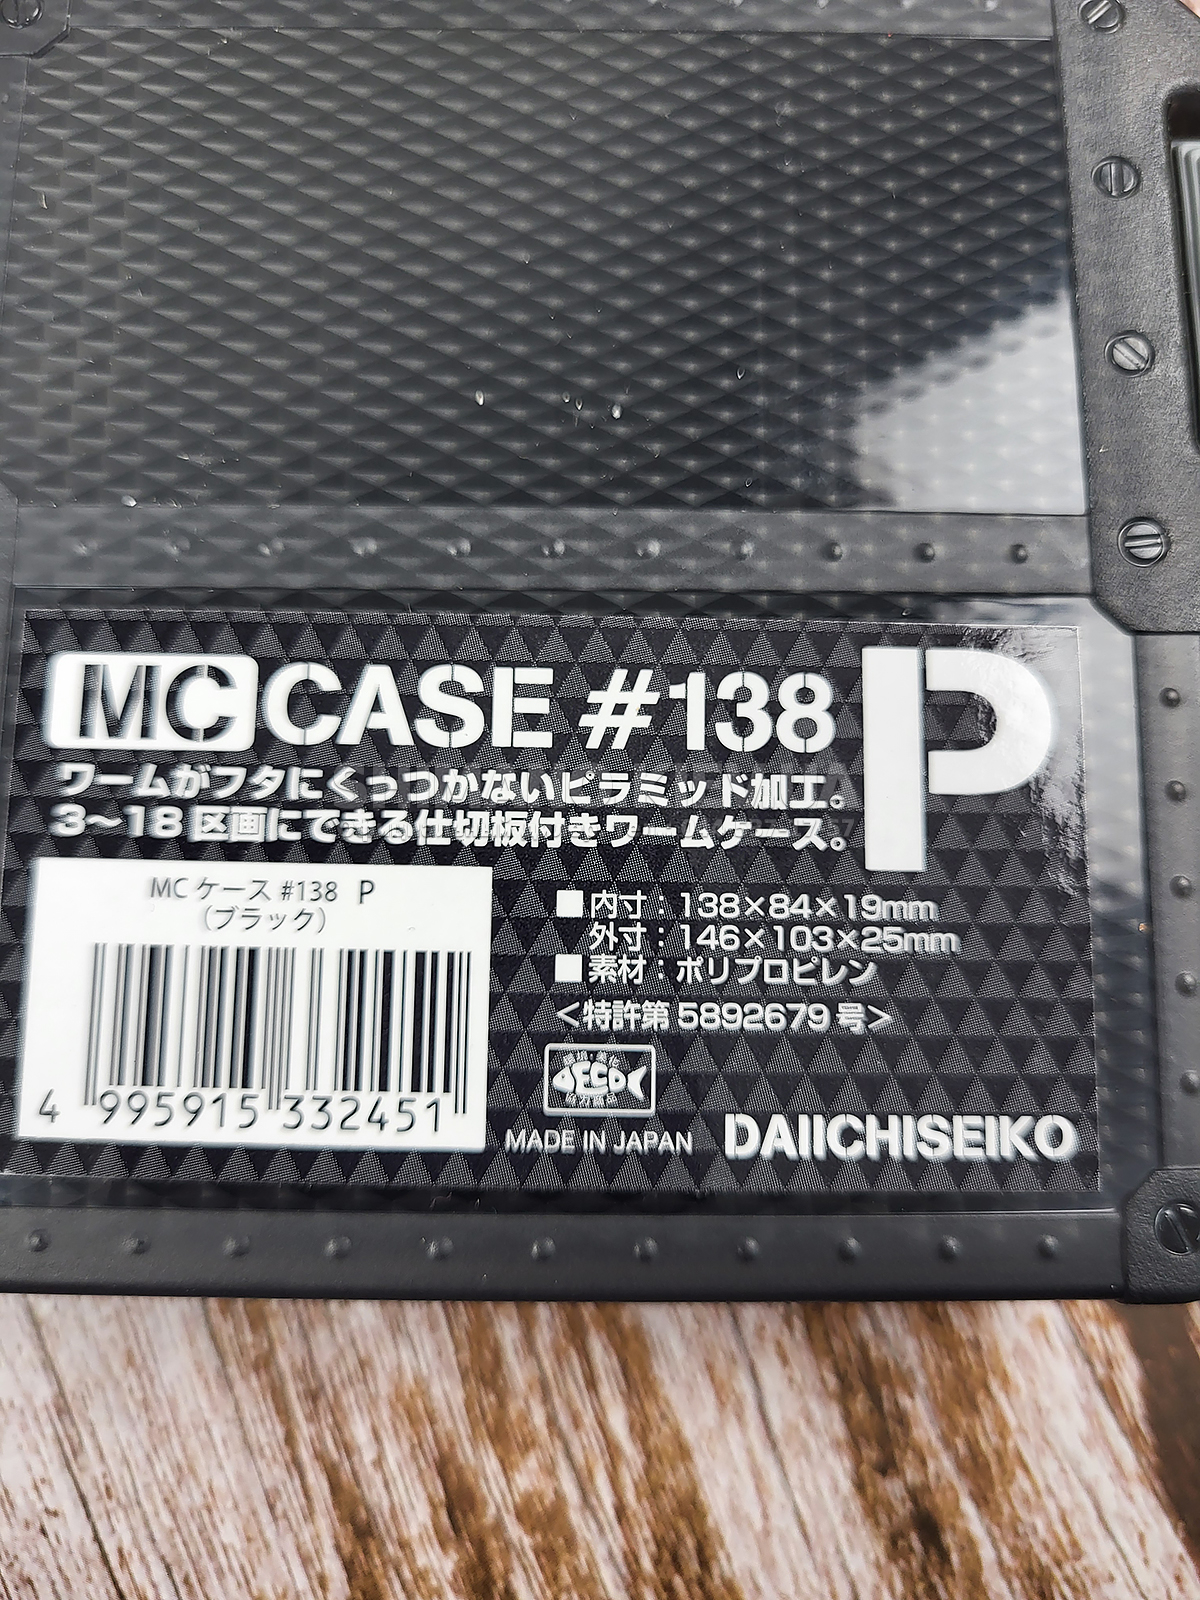 MC CASE #138 P
ワームがフタにくっつかないピラミッド加工。
3〜18区画にできる仕切板付きワームケース。
MCケース #138 P
（ブラック）
4 995915 332451
■内寸：138×84×19mm
外寸：146×103×25mm
■素材：ポリプロピレン
＜特許第5892679号＞
DECO
MADE IN JAPAN
DAIICHISEIKO